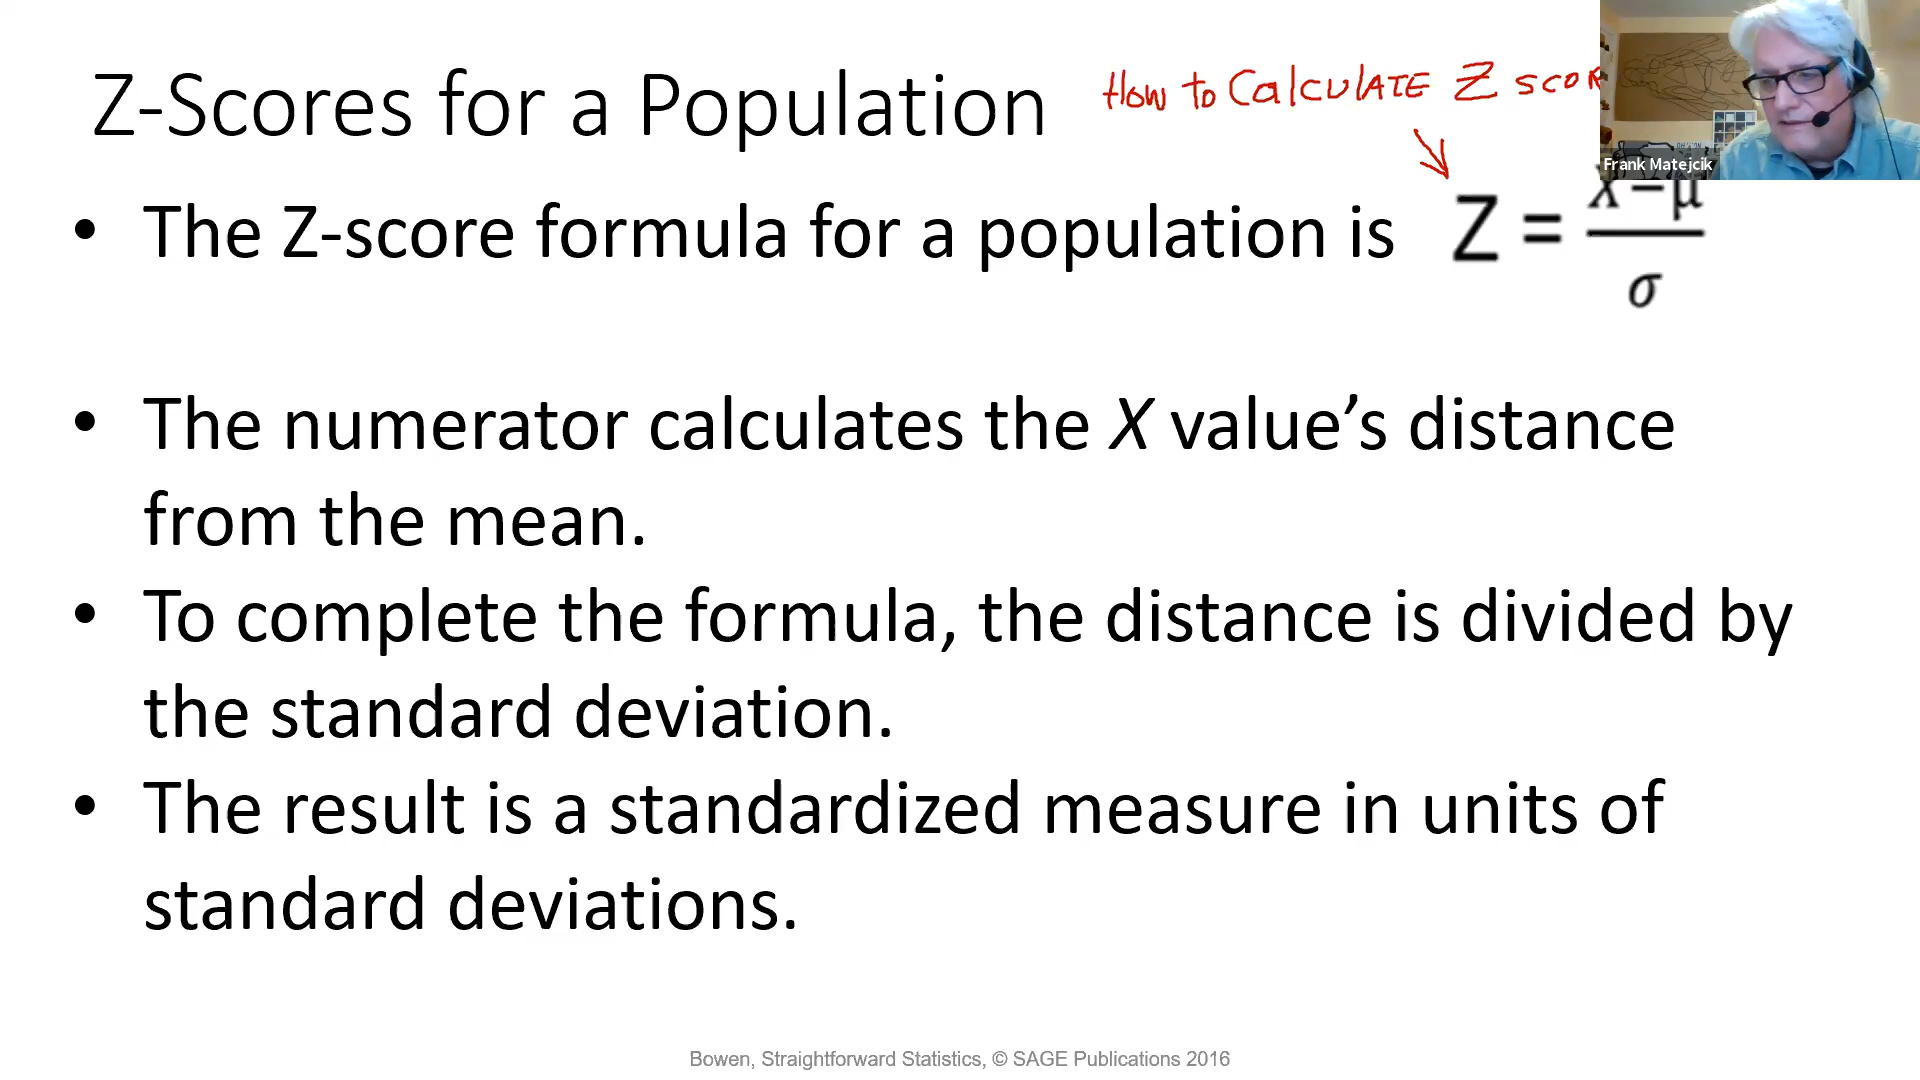 Z-Scores for a Population
How to Calculate Z
Frank Matejcik
• The Z-score formula for a population is Z = X−μ / σ
• The numerator calculates the X value’s distance
from the mean.
• To complete the formula, the distance is divided by
the standard deviation.
• The result is a standardized measure in units of
standard deviations.
Bowen, Straightforward Statistics, © SAGE Publications 2016